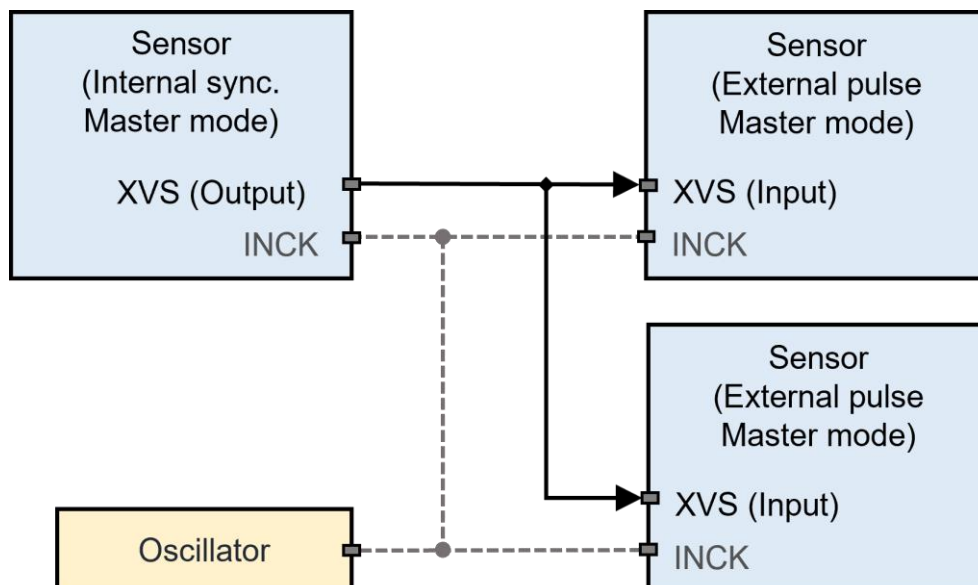 Sensor
(Internal sync.
Master mode)
XVS (Output)
INCK
Sensor
(External pulse
Master mode)
XVS (Input)
INCK
Sensor
(External pulse
Master mode)
XVS (Input)
INCK
Oscillator